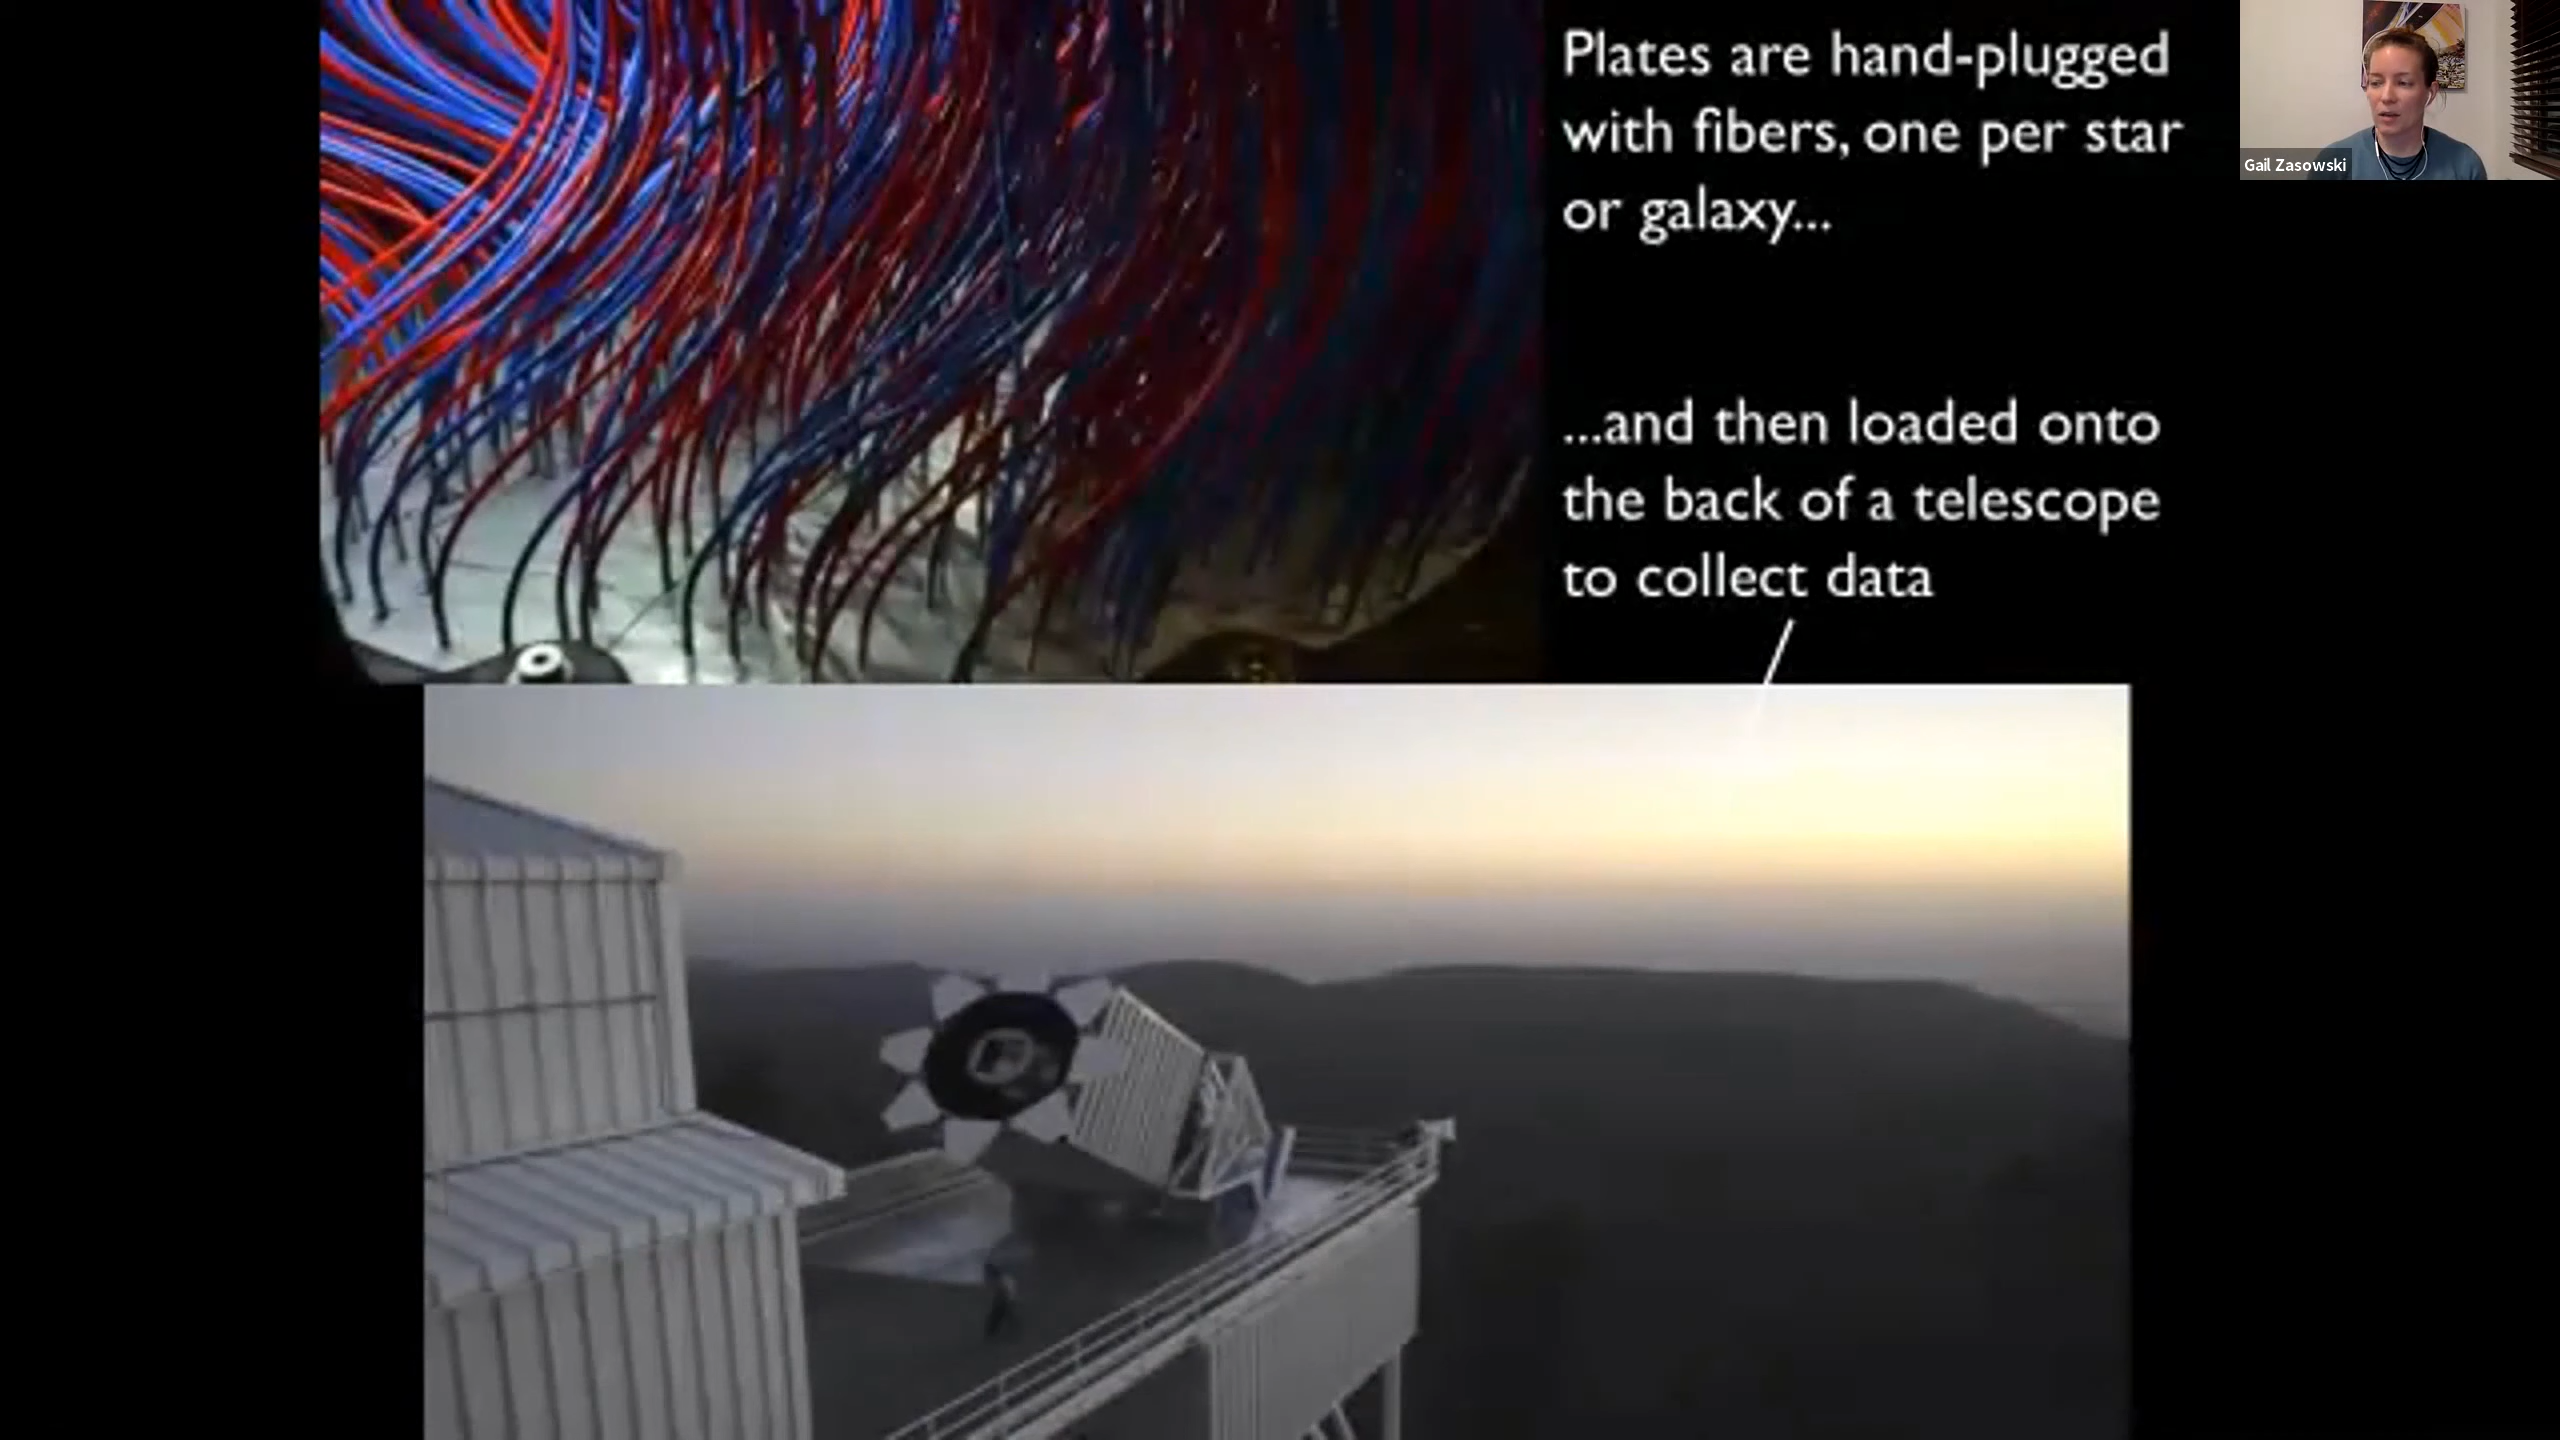 Plates are hand-plugged
with fibers, one per star
or galaxy...
Gail Zasowski
...and then loaded onto
the back of a telescope
to collect data